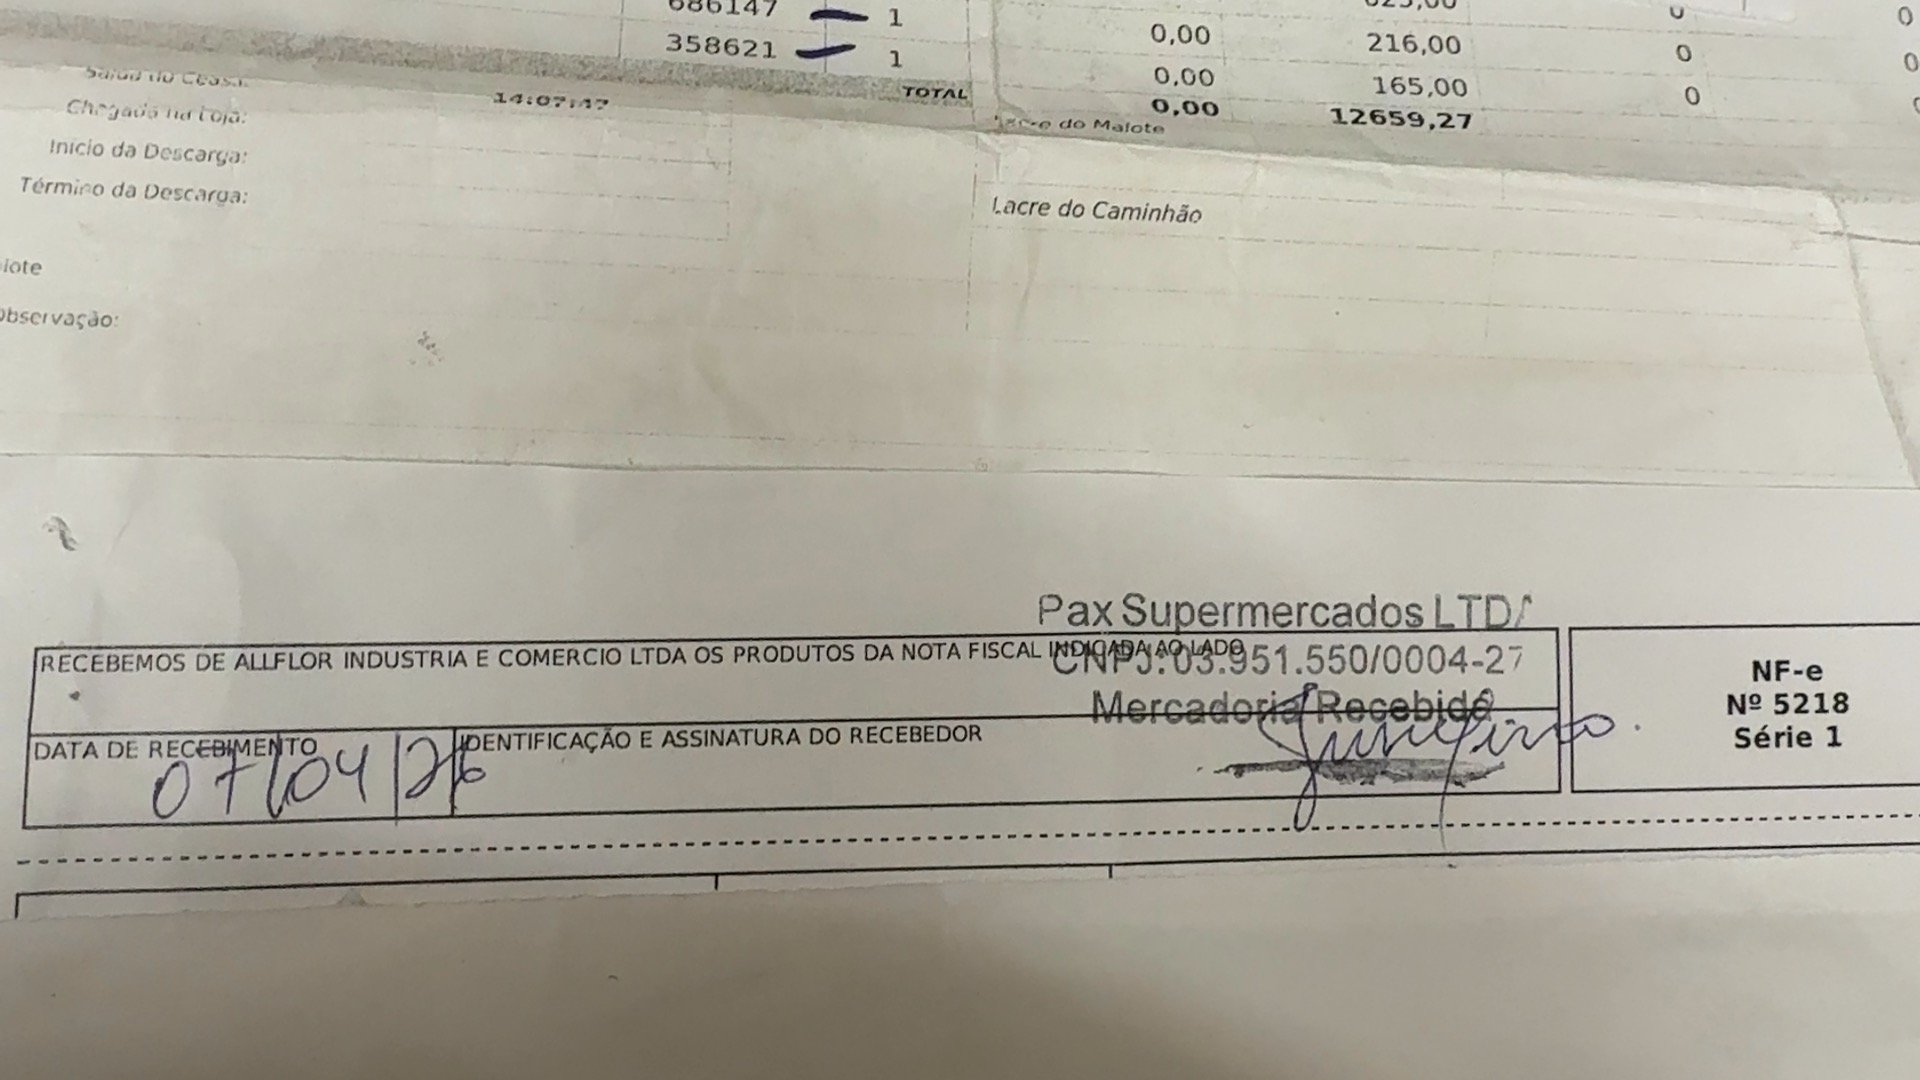 686147 1 0
358621 1 0,00 216,00 0 0
0,00 165,00 0
TOTAL 0,00 12659,27
Chegada na Loja: 14:07:47
Início da Descarga:
Término da Descarga:
Lacre do Malote
Lacre do Caminhão
iote
Observação:
Pax Supermercados LTD
CNPJ:03.951.550/0004-27
Mercadoria Recebida
RECEBEMOS DE ALLFLOR INDUSTRIA E COMERCIO LTDA OS PRODUTOS DA NOTA FISCAL INDICADA AO LADO
DATA DE RECEBIMENTO
07/04/26
IDENTIFICAÇÃO E ASSINATURA DO RECEBEDOR
NF-e
Nº 5218
Série 1